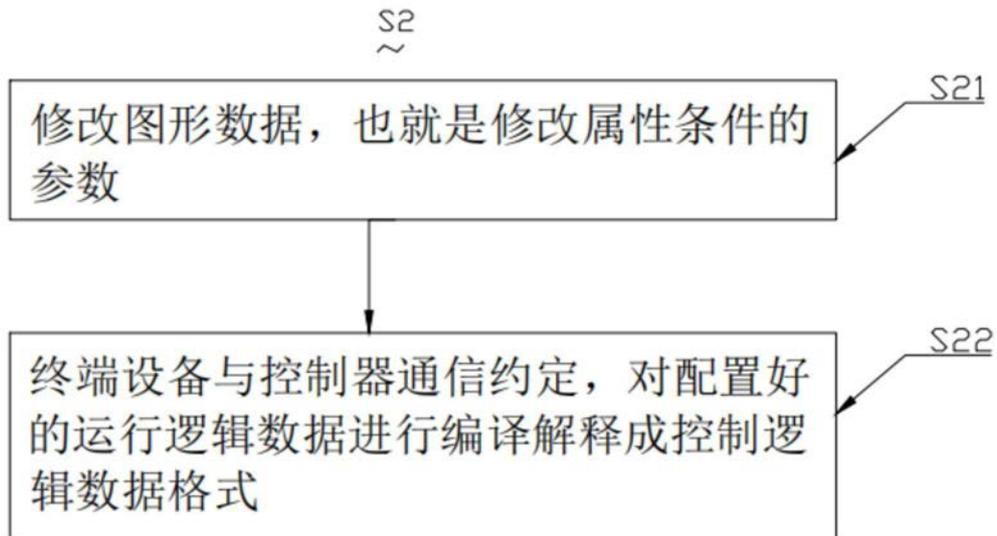 S2
~
S21
修改图形数据，也就是修改属性条件的
参数
S22
终端设备与控制器通信约定，对配置好
的运行逻辑数据进行编译解释成控制逻
辑数据格式